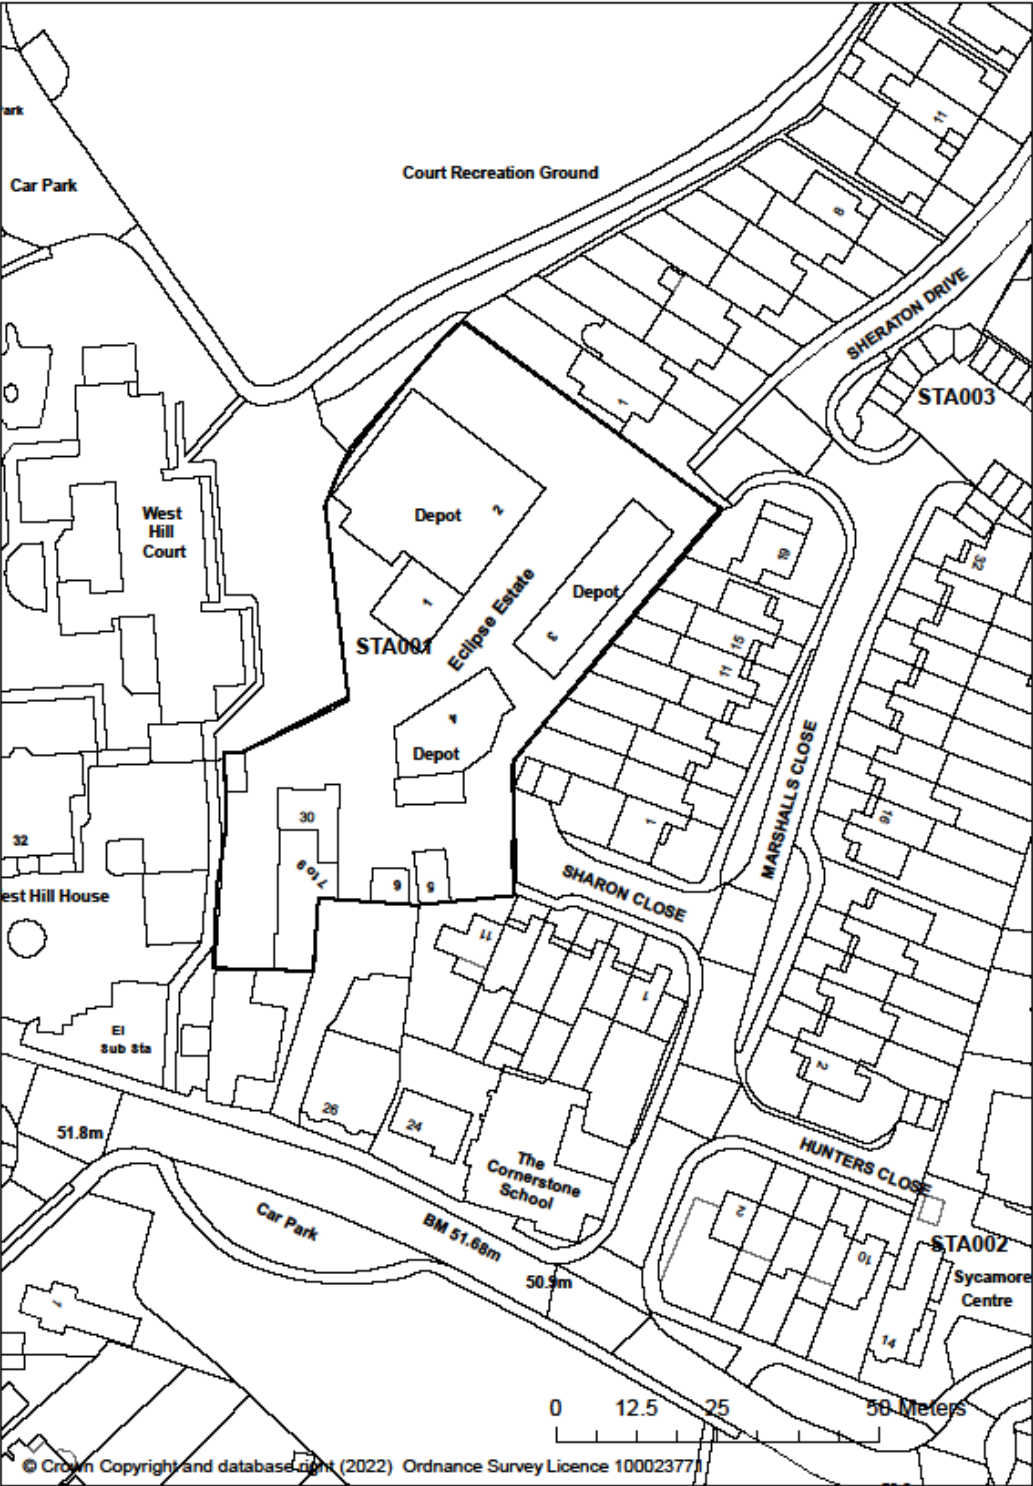 ark
Car Park
Court Recreation Ground
11
8
SHERATON DRIVE
STA003
1
West
Hill
Court
Depot
2
19
32
Depot
1
Eclipse Estate
3
STA001
15
11
4
Depot
MARSHALLS CLOSE
30
7 to 9
32
1
16
est Hill House
6
5
SHARON CLOSE
11
1
El
Sub Sta
2
26
24
51.8m
The
Cornerstone
School
HUNTERS CLOSE
Car Park
BM 51.68m
2
10
STA002
50.9m
Sycamore
Centre
1
14
0 12.5 25 50 Meters
© Crown Copyright and database right (2022) Ordnance Survey Licence 100023771